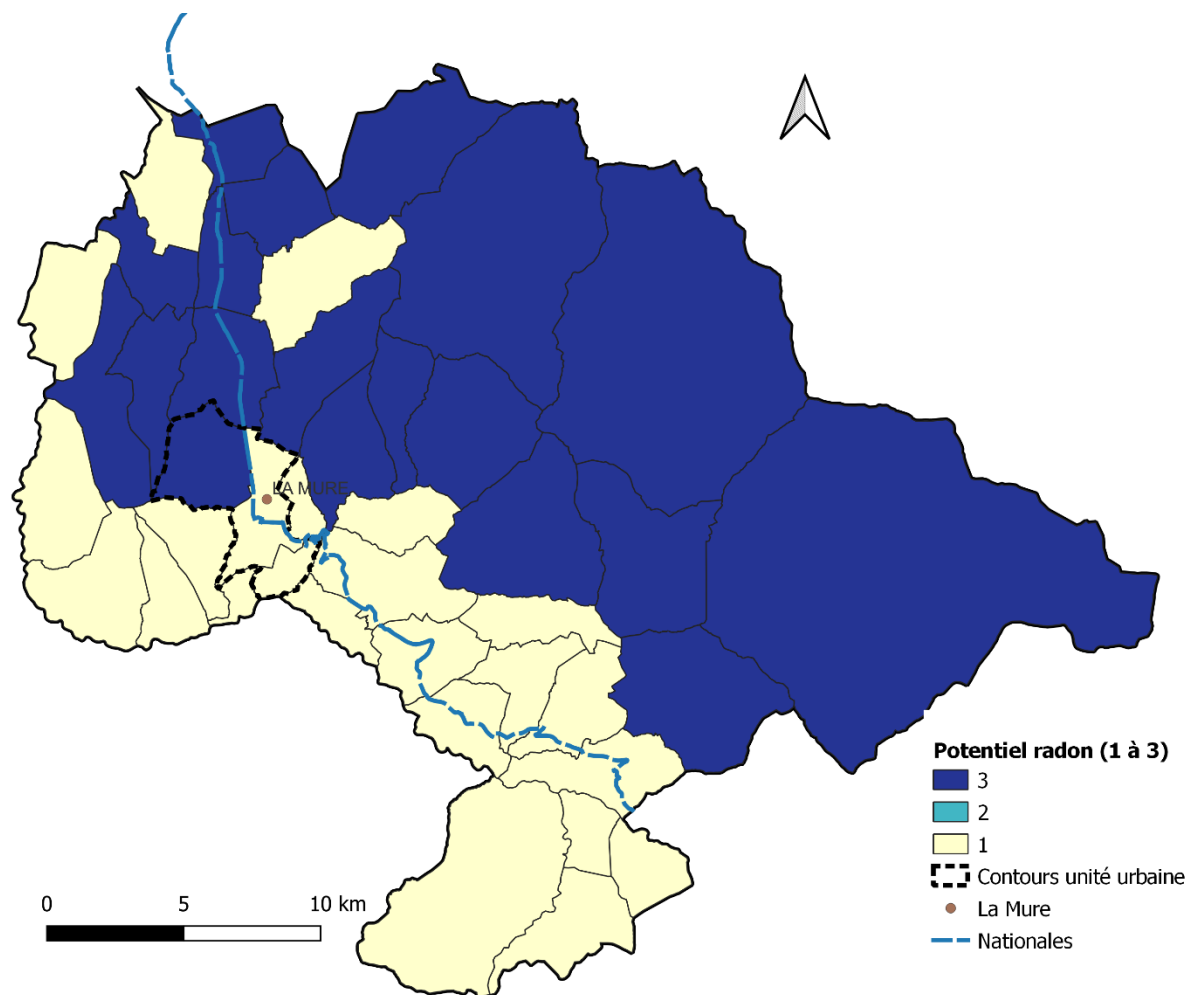 LA MURE
Potentiel radon (1 à 3)
3
2
1
Contours unité urbaine
La Mure
Nationales
0 5 10 km